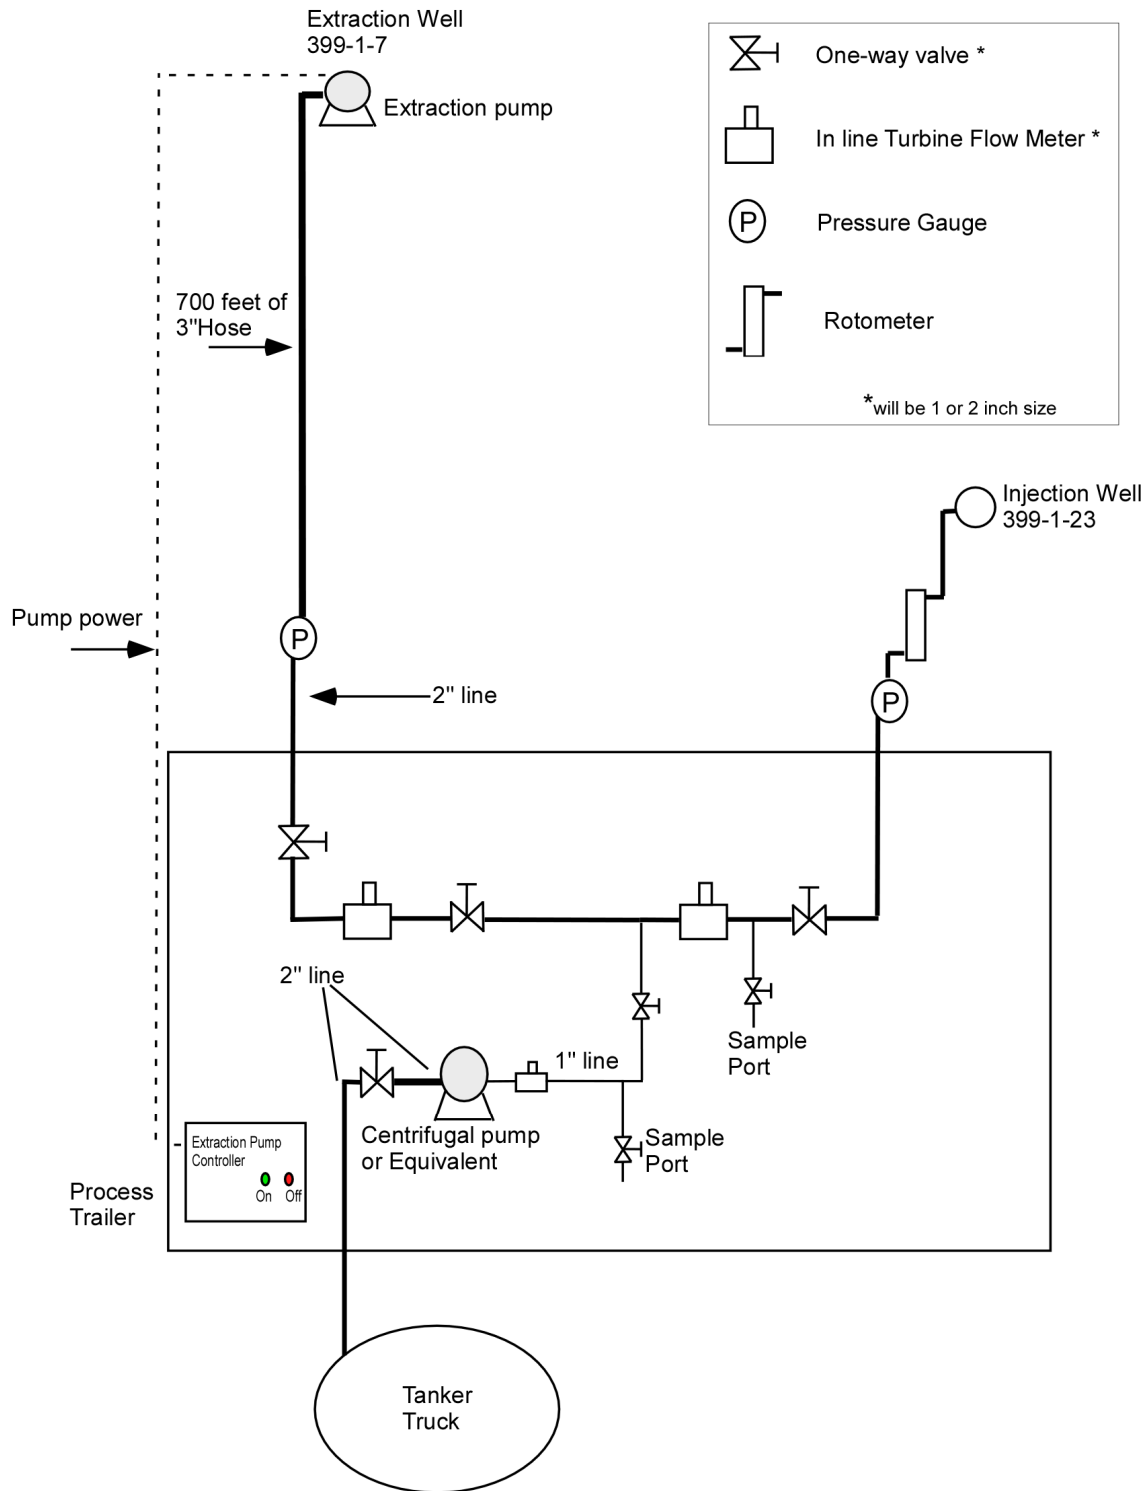 Extraction Well
399-1-7
Extraction pump
One-way valve *
In line Turbine Flow Meter *
P
Pressure Gauge
Rotometer
*will be 1 or 2 inch size
700 feet of
3"Hose
Injection Well
399-1-23
Pump power
P
2" line
P
2" line
1" line
Sample
Port
Centrifugal pump
or Equivalent
Sample
Port
Extraction Pump
Controller
On Off
Process
Trailer
Tanker
Truck